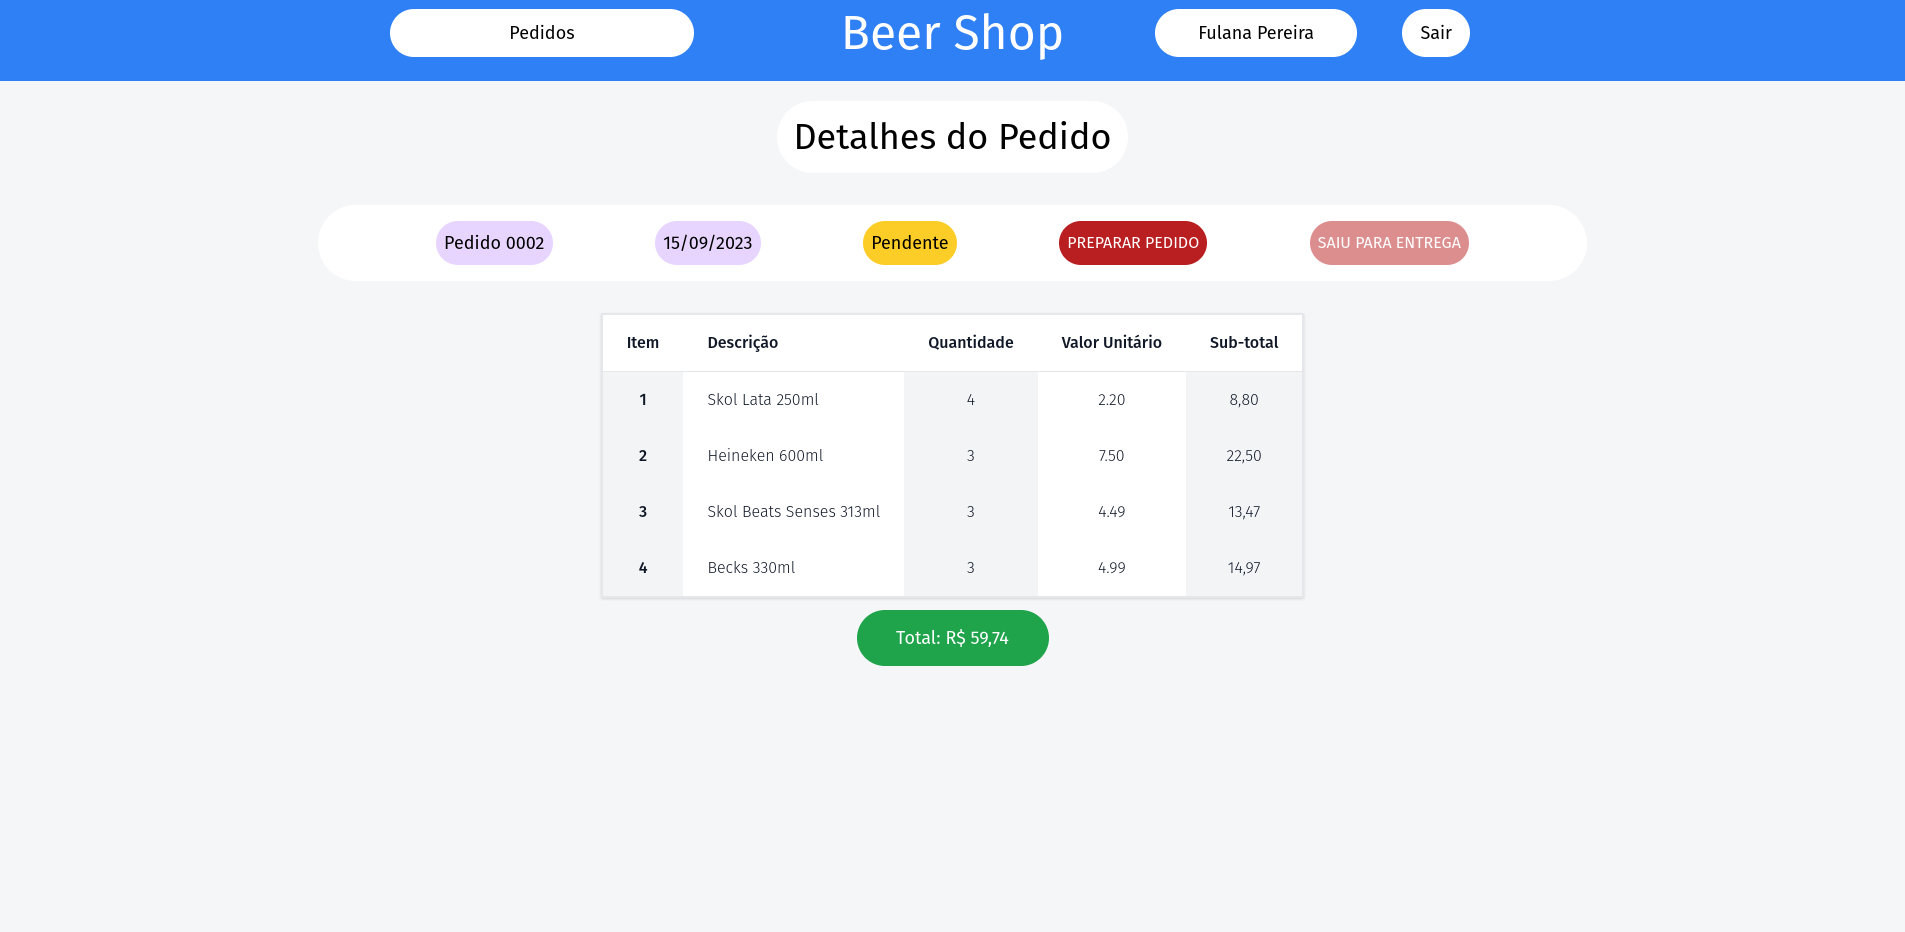 Pedidos Beer Shop Fulana Pereira Sair
Detalhes do Pedido
Pedido 0002 15/09/2023 Pendente PREPARAR PEDIDO SAIU PARA ENTREGA
Item Descrição Quantidade Valor Unitário Sub-total
1 Skol Lata 250ml 4 2.20 8,80
2 Heineken 600ml 3 7.50 22,50
3 Skol Beats Senses 313ml 3 4.49 13,47
4 Becks 330ml 3 4.99 14,97
Total: R$ 59,74